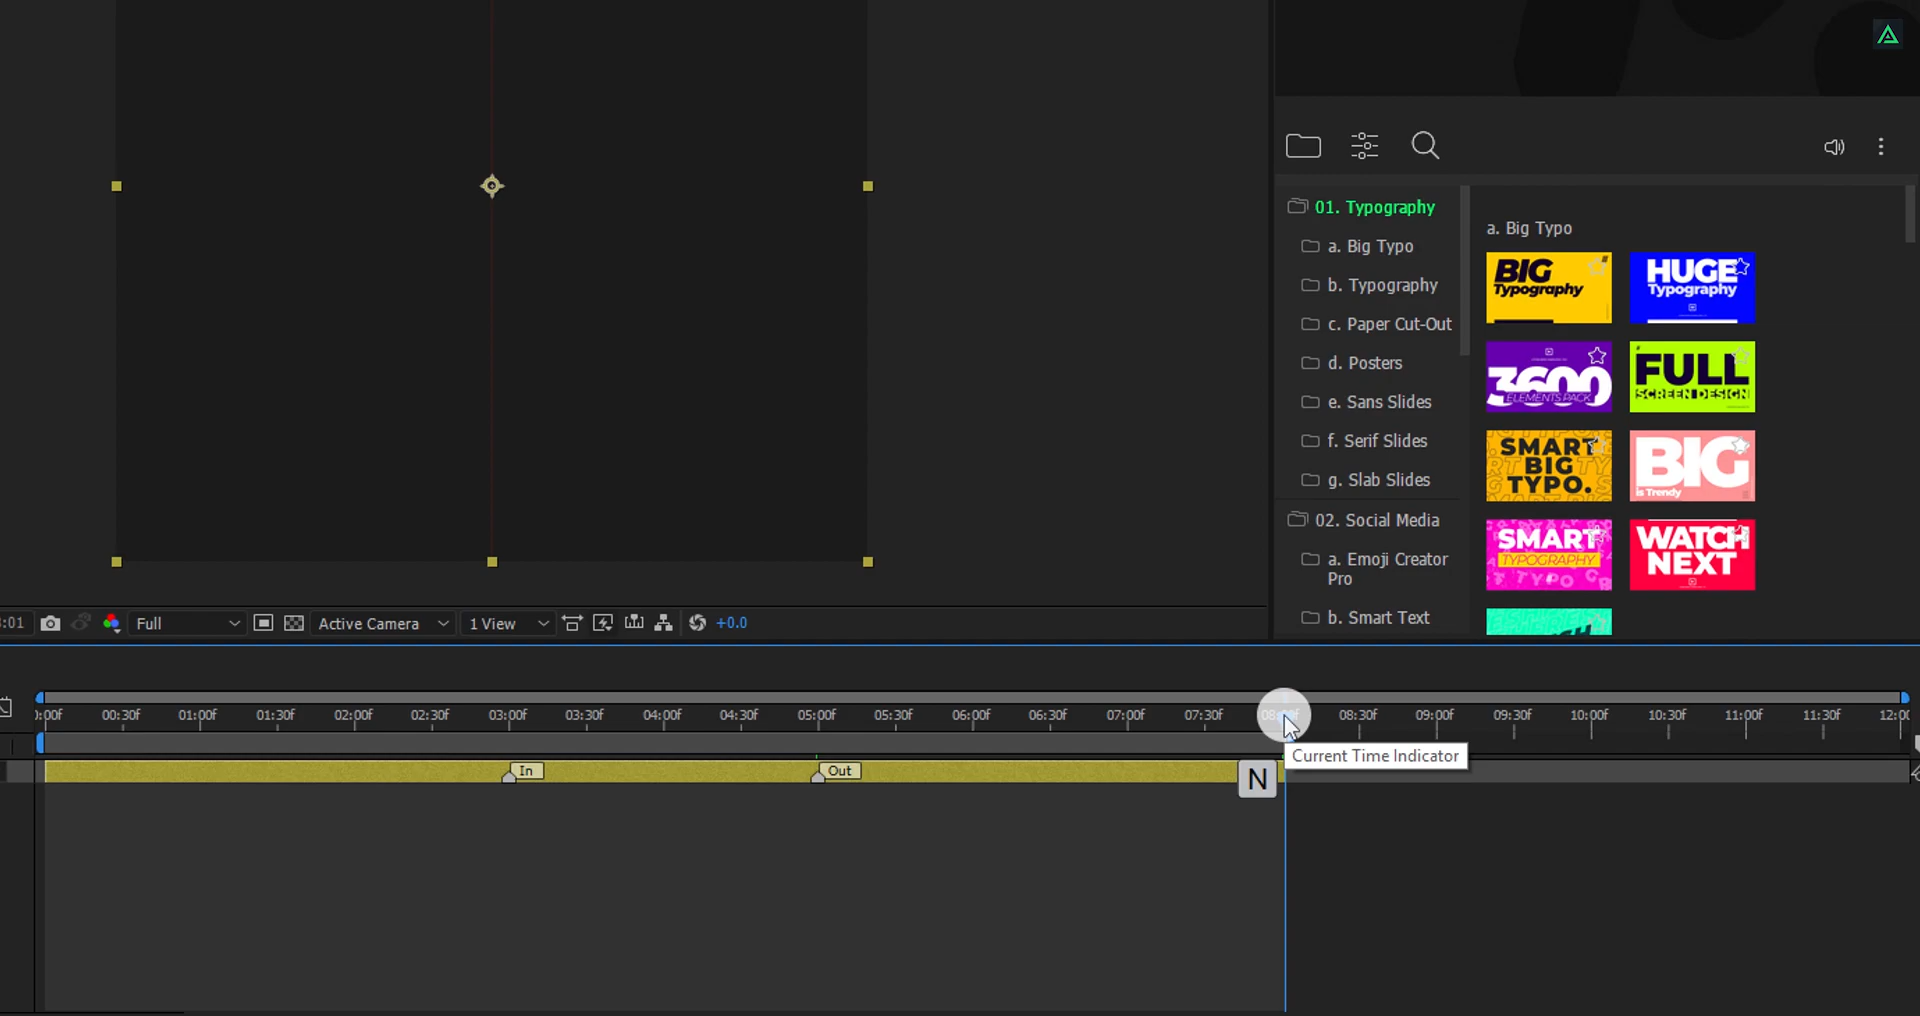 01. Typography
a. Big Typo
b. Typography
c. Paper Cut-Out
d. Posters
e. Sans Slides
f. Serif Slides
g. Slab Slides
02. Social Media
a. Emoji Creator
Pro
b. Smart Text
a. Big Typo
BIG
Typography
HUGE
Typography
3600
ELEMENTS PACK
FULL
SCREEN DESIGN
SMART
BIG
TYPO.
BIG
is Trendy
SMART
TYPOGRAPHY
WATCH
NEXT
:01
Full
Active Camera
1 View
+0.0
):00f
00:30f
01:00f
01:30f
02:00f
02:30f
03:00f
03:30f
04:00f
04:30f
05:00f
05:30f
06:00f
06:30f
07:00f
07:30f
08:00f
08:30f
09:00f
09:30f
10:00f
10:30f
11:00f
11:30f
12:00
Current Time Indicator
In
Out
N